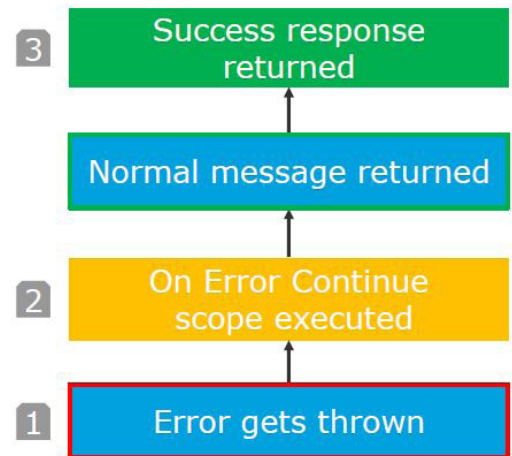 3
Success response
returned
Normal message returned
2
On Error Continue
scope executed
1
Error gets thrown